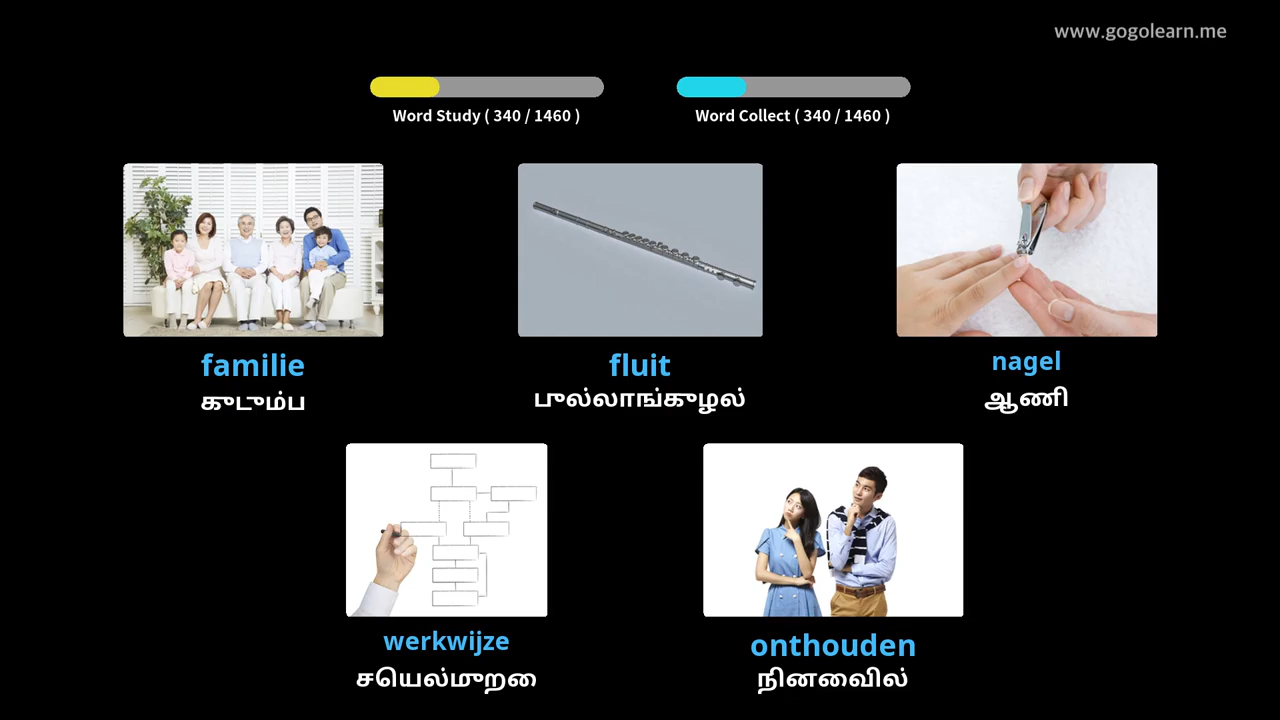 www.gogolearn.me
Word Study ( 340 / 1460 )
Word Collect ( 340 / 1460 )
familie
fluit
nagel
குடும்ப
புல்லாங்குழல்
ஆணி
werkwijze
onthouden
செயல்முறை
நினைவில்